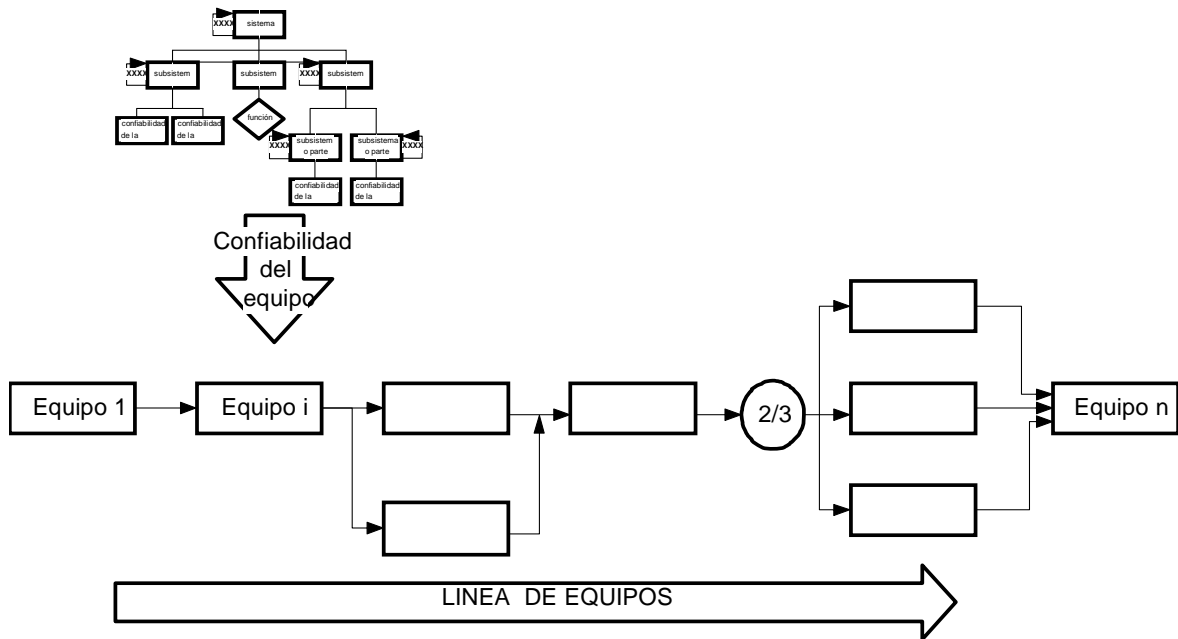 XXXX
sistema
XXXX
subsistem
subsistem
XXXX
subsistem
confiabilidad
de la
confiabilidad
de la
función
XXXX
subsistem
o parte
subsistema
o parte
XXXX
confiabilidad
de la
confiabilidad
de la
Confiabilidad
del
equipo
Equipo 1
Equipo i
2/3
Equipo n
LINEA DE EQUIPOS